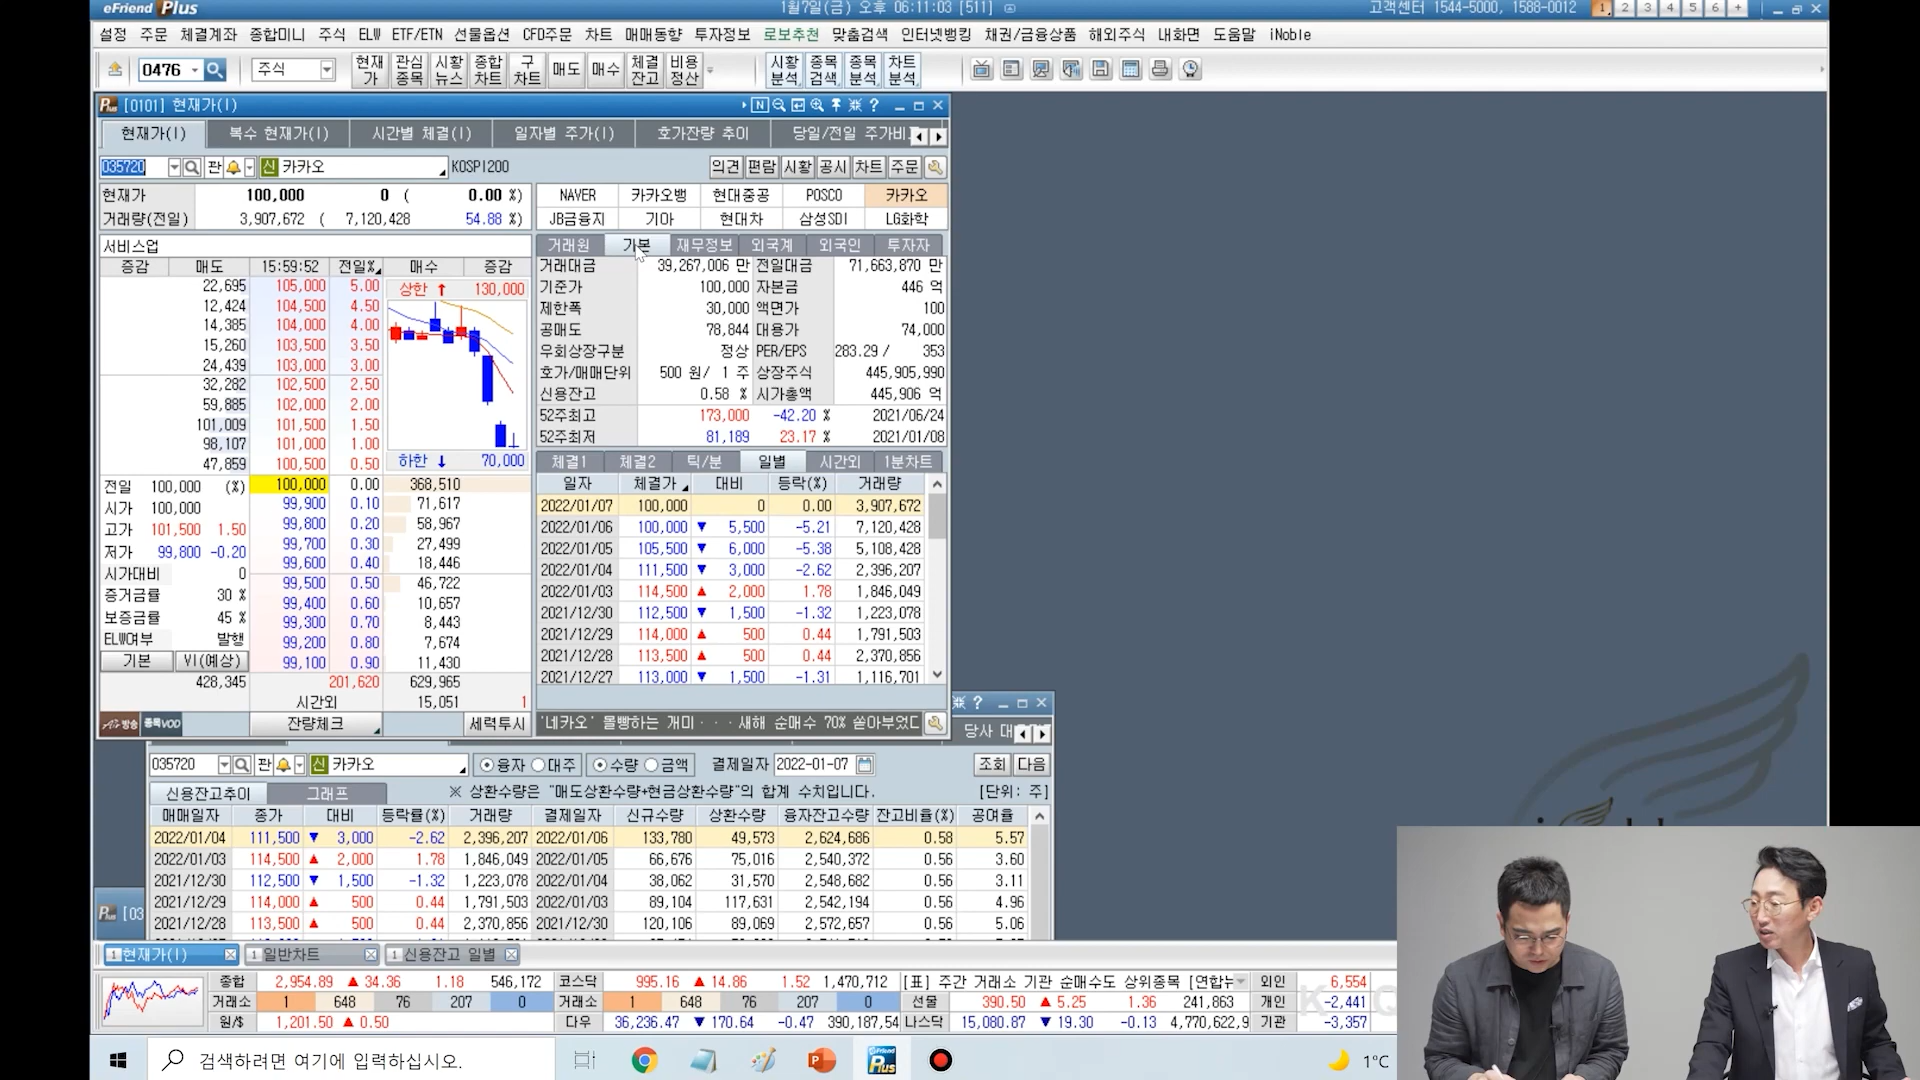 eFriend Plus 1월7일(금) 오후 06:11:03 [511] 고객센터 1544-5000, 1588-0012 1 2 3 4 5 6 +
설정 주문 체결계좌 종합미니 주식 ELW ETF/ETN 선물옵션 CFD주문 차트 매매동향 투자정보 로보추천 맞춤검색 인터넷뱅킹 채권/금융상품 해외주식 내화면 도움말 iNoble
0476 주식 현재가 관심종목 시황뉴스 종합차트 구차트 매도 매수 체결잔고 비용정산 시황분석 종목검색 종목분석 차트분석
[0101] 현재가(I)
현재가(I) 복수 현재가(I) 시간별 체결(I) 일자별 주가(I) 호가잔량 추이 당일/전일 주가비
035720 관 신 카카오 KOSPI200 의견 편람 시황 공시 차트 주문
현재가 100,000 0 ( 0.00 %)
거래량(전일) 3,907,672 ( 7,120,428 54.88 %)
NAVER 카카오뱅 현대중공 POSCO 카카오
JB금융지 기아 현대차 삼성SDI LG화학
서비스업
증감 매도 15:59:52 전일% 매수 증감
22,695 105,000 5.00 상한 ↑ 130,000
12,424 104,500 4.50
14,385 104,000 4.00
15,260 103,500 3.50
24,439 103,000 3.00
32,282 102,500 2.50
59,885 102,000 2.00
101,009 101,500 1.50
98,107 101,000 1.00
47,859 100,500 0.50 하한 ↓ 70,000
전일 100,000 (%) 100,000 0.00 368,510
시가 100,000 99,900 0.10 71,617
고가 101,500 1.50 99,800 0.20 58,967
저가 99,800 -0.20 99,700 0.30 27,499
시가대비 0 99,600 0.40 18,446
증거금률 30 % 99,500 0.50 46,722
보증금률 45 % 99,400 0.60 10,657
ELW여부 발행 99,300 0.70 8,443
기본 VI(예상) 99,200 0.80 7,674
99,100 0.90 11,430
428,345 201,620 629,965
시간외 15,051 1
종목VOD 잔량체크 세력투시
거래원 기본 재무정보 외국계 외국인 투자자
거래대금 39,267,006 만 전일대금 71,663,870 만
기준가 100,000 자본금 446 억
제한폭 30,000 액면가 100
공매도 78,844 대용가 74,000
우회상장구분 정상 PER/EPS 283.29 / 353
호가/매매단위 500 원/ 1 주 상장주식 445,905,990
신용잔고 0.58 % 시가총액 445,906 억
52주최고 173,000 -42.20 % 2021/06/24
52주최저 81,189 23.17 % 2021/01/08
체결1 체결2 틱/분 일별 시간외 1분차트
일자 체결가 대비 등락(%) 거래량
2022/01/07 100,000 0 0.00 3,907,672
2022/01/06 100,000 ▼ 5,500 -5.21 7,120,428
2022/01/05 105,500 ▼ 6,000 -5.38 5,108,428
2022/01/04 111,500 ▼ 3,000 -2.62 2,396,207
2022/01/03 114,500 ▲ 2,000 1.78 1,846,049
2021/12/30 112,500 ▼ 1,500 -1.32 1,223,078
2021/12/29 114,000 ▲ 500 0.44 1,791,503
2021/12/28 113,500 ▲ 500 0.44 2,370,856
2021/12/27 113,000 ▼ 1,500 -1.31 1,116,701
'네카오' 몰빵하는 개미··· 새해 순매수 70% 쏟아부었다
당사 대
035720 관 신 카카오 융자 대주 수량 금액 결제일자 2022-01-07 조회 다음
신용잔고추이 그래프 ※ 상환수량은 "매도상환수량+현금상환수량"의 합계 수치입니다. [단위: 주]
매매일자 종가 대비 등락률(%) 거래량 결제일자 신규수량 상환수량 융자잔고수량 잔고비율(%) 공여율
2022/01/04 111,500 ▼ 3,000 -2.62 2,396,207 2022/01/06 133,780 49,573 2,624,686 0.58 5.57
2022/01/03 114,500 ▲ 2,000 1.78 1,846,049 2022/01/05 66,676 75,016 2,540,372 0.56 3.60
2021/12/30 112,500 ▼ 1,500 -1.32 1,223,078 2022/01/04 38,062 31,570 2,548,682 0.56 3.11
2021/12/29 114,000 ▲ 500 0.44 1,791,503 2022/01/03 89,104 117,631 2,542,194 0.56 4.96
2021/12/28 113,500 ▲ 500 0.44 2,370,856 2021/12/30 120,106 89,069 2,572,657 0.56 5.06
[03
1 현재가(I) 1 일반차트 1 신용잔고 일별
종합 2,954.89 ▲ 34.36 1.18 546,172 코스닥 995.16 ▲ 14.86 1.52 1,470,712 [표] 주간 거래소 기관 순매수도 상위종목 [연합뉴 외인 6,554
거래소 1 648 76 207 0 거래소 1 648 76 207 0 선물 390.50 ▲ 5.25 1.36 241,863 개인 -2,441
원/$ 1,201.50 ▲ 0.50 다우 36,236.47 ▼ 170.64 -0.47 390,187,54 나스닥 15,080.87 ▼ 19.30 -0.13 4,770,622,9 기관 -3,357
검색하려면 여기에 입력하십시오. 1°C